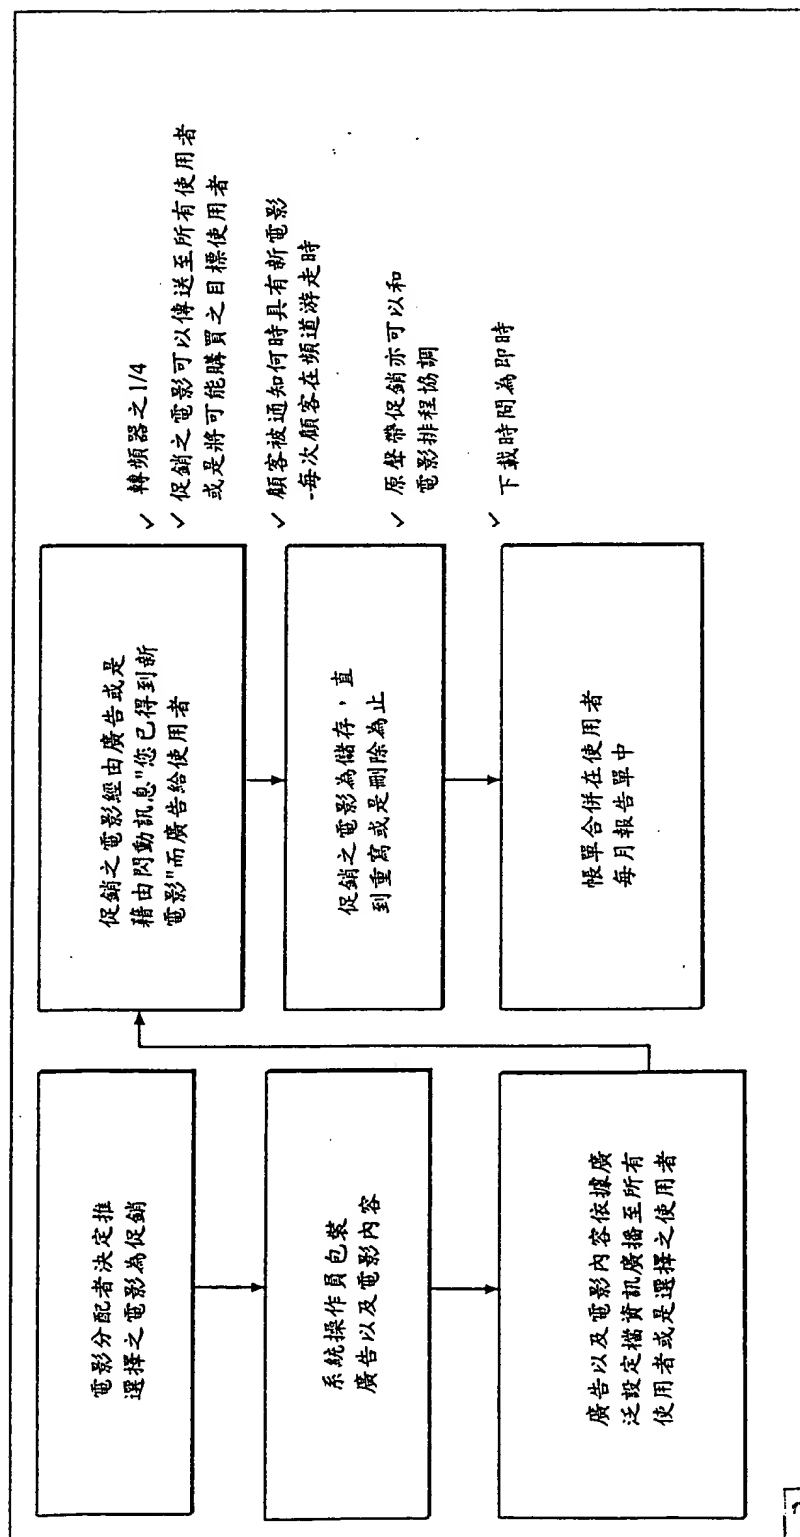 電影分配者決定推
選擇之電影為促銷
系統操作員包裝
廣告以及電影內容
廣告以及電影內容依據廣
泛設定檔資訊廣播至所有
使用者或是選擇之使用者
促銷之電影經由廣告或是
藉由閃動訊息"您已得到新
電影"而廣告給使用者
促銷之電影為儲存，直
到重寫或是刪除為止
帳單合併在使用者
每月報告單中
✓ 轉頻器之1/4
✓ 促銷之電影可以傳送至所有使用者
或是將可能購買之目標使用者
✓ 顧客被通知何時具有新電影
-每次顧客在頻道游走時
✓ 原聲帶促銷亦可以和
電影排程協調
✓ 下載時間為即時